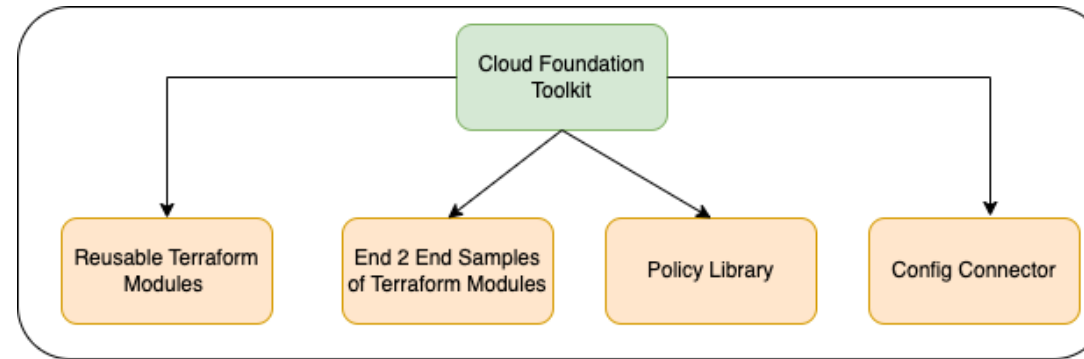 Cloud Foundation
Toolkit
Reusable Terraform
Modules
End 2 End Samples
of Terraform Modules
Policy Library
Config Connector